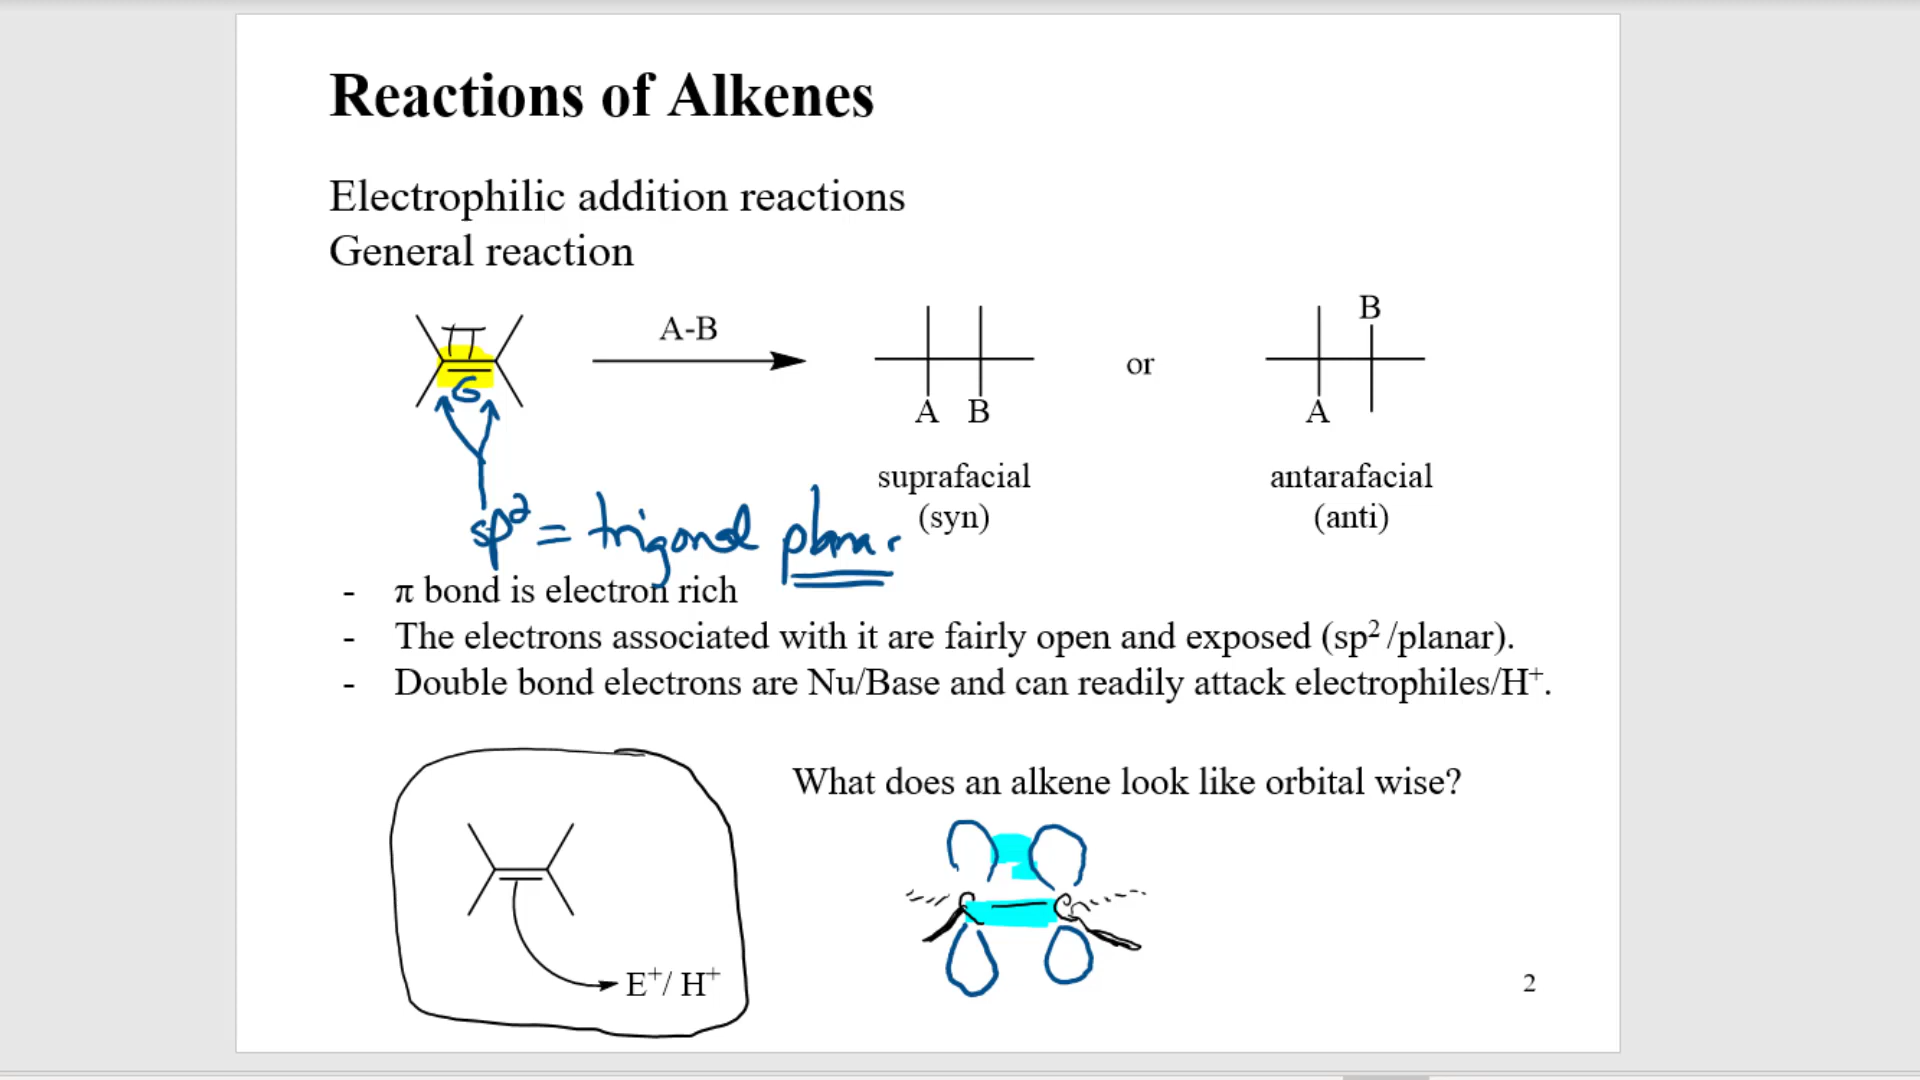 Reactions of Alkenes
Electrophilic addition reactions
General reaction
π
σ
A-B
A B
or
B
A
suprafacial
(syn)
antarafacial
(anti)
sp² = trigonal planar
- π bond is electron rich
- The electrons associated with it are fairly open and exposed (sp² /planar).
- Double bond electrons are Nu/Base and can readily attack electrophiles/H⁺.
What does an alkene look like orbital wise?
C C
E⁺/ H⁺
2